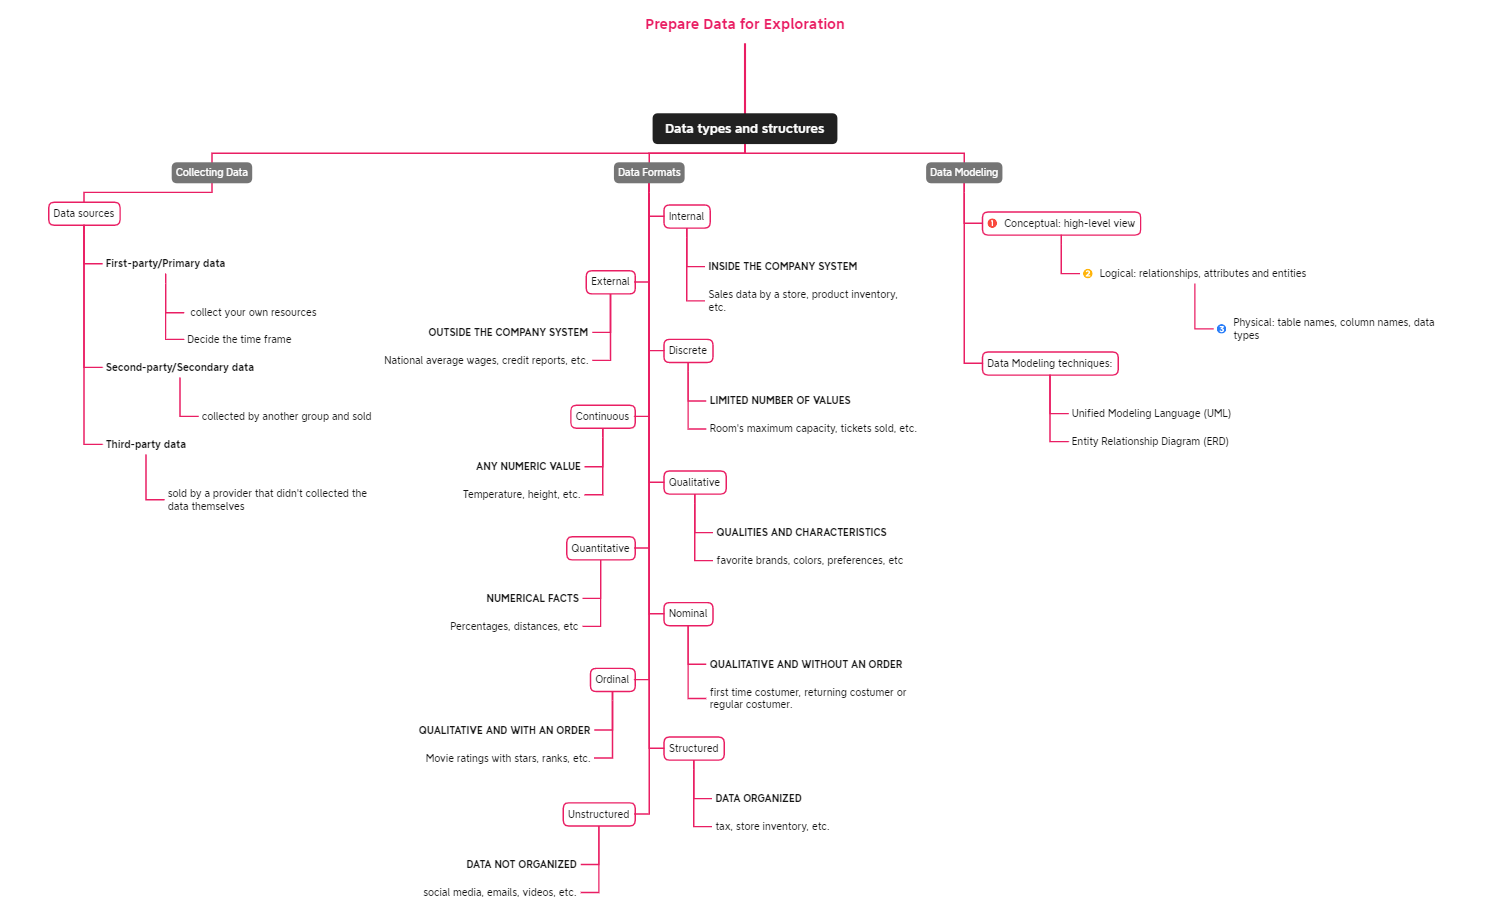 Prepare Data for Exploration
Data types and structures
Collecting Data
Data sources
First-party/Primary data
collect your own resources
Decide the time frame
Second-party/Secondary data
collected by another group and sold
Third-party data
sold by a provider that didn't collected the
data themselves
Data Formats
Internal
INSIDE THE COMPANY SYSTEM
Sales data by a store, product inventory,
etc.
External
OUTSIDE THE COMPANY SYSTEM
National average wages, credit reports, etc.
Discrete
LIMITED NUMBER OF VALUES
Room's maximum capacity, tickets sold, etc.
Continuous
ANY NUMERIC VALUE
Temperature, height, etc.
Qualitative
QUALITIES AND CHARACTERISTICS
favorite brands, colors, preferences, etc
Quantitative
NUMERICAL FACTS
Percentages, distances, etc
Nominal
QUALITATIVE AND WITHOUT AN ORDER
first time costumer, returning costumer or
regular costumer.
Ordinal
QUALITATIVE AND WITH AN ORDER
Movie ratings with stars, ranks, etc.
Structured
DATA ORGANIZED
tax, store inventory, etc.
Unstructured
DATA NOT ORGANIZED
social media, emails, videos, etc.
Data Modeling
1 Conceptual: high-level view
2 Logical: relationships, attributes and entities
3 Physical: table names, column names, data
types
Data Modeling techniques:
Unified Modeling Language (UML)
Entity Relationship Diagram (ERD)